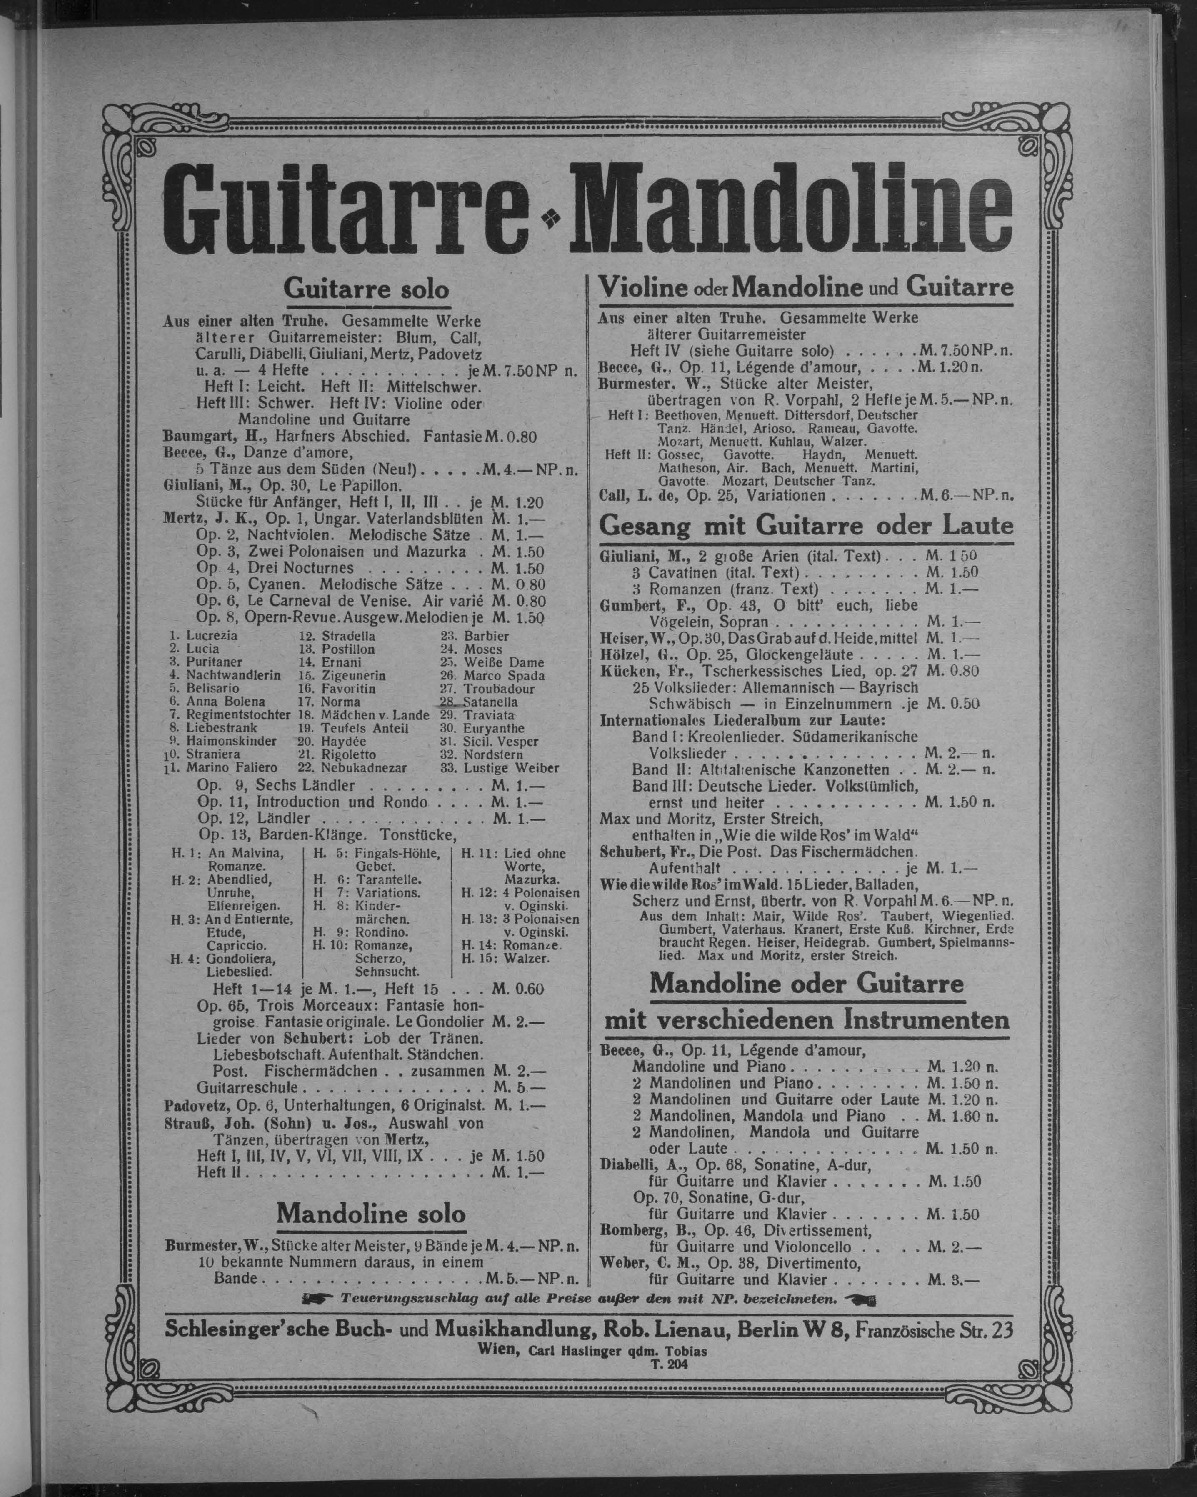 Guitarre ❖ Mandoline
Guitarre solo
Aus einer alten Truhe. Gesammelte Werke
älterer Guitarremeister: Blum, Call,
Carulli, Diabelli, Giuliani, Mertz, Padovetz
u. a. — 4 Hefte . . . . . . . . . . . je M. 7.50 NP n.
Heft I: Leicht. Heft II: Mittelschwer.
Heft III: Schwer. Heft IV: Violine oder
Mandoline und Guitarre
Baumgart, H., Harfners Abschied. Fantasie M. 0.80
Becce, G., Danze d'amore,
5 Tänze aus dem Süden (Neu!) . . . . . M. 4.— NP. n.
Giuliani, M., Op. 30, Le Papillon.
Stücke für Anfänger, Heft I, II, III . . je M. 1.20
Mertz, J. K., Op. 1, Ungar. Vaterlandsblüten M. 1.—
Op. 2, Nachtviolen. Melodische Sätze . M. 1.—
Op. 3, Zwei Polonaisen und Mazurka . M. 1.50
Op. 4, Drei Nocturnes . . . . . . . . . M. 1.50
Op. 5, Cyanen. Melodische Sätze . . . M. 0 80
Op. 6, Le Carneval de Venise. Air varié M. 0.80
Op. 8, Opern-Revue. Ausgew. Melodien je M. 1.50
1. Lucrezia 12. Stradella 23. Barbier
2. Lucia 13. Postillon 24. Moses
3. Puritaner 14. Ernani 25. Weiße Dame
4. Nachtwandlerin 15. Zigeunerin 26. Marco Spada
5. Belisario 16. Favoritin 27. Troubadour
6. Anna Bolena 17. Norma 28. Satanella
7. Regimentstochter 18. Mädchen v. Lande 29. Traviata
8. Liebestrank 19. Teufels Anteil 30. Euryanthe
9. Haimonskinder 20. Haydée 31. Sicil. Vesper
10. Straniera 21. Rigoletto 32. Nordstern
11. Marino Faliero 22. Nebukadnezar 33. Lustige Weiber
Op. 9, Sechs Ländler . . . . . . . . . M. 1.—
Op. 11, Introduction und Rondo . . . . M. 1.—
Op. 12, Ländler . . . . . . . . . . . . . M. 1.—
Op. 13, Barden-Klänge. Tonstücke,
H. 1: An Malvina,
Romanze.
H. 2: Abendlied,
Unruhe,
Elfenreigen.
H. 3: An d Entfernte,
Etude,
Capriccio.
H. 4: Gondoliera,
Liebeslied.
H. 5: Fingals-Höhle,
Gebet.
H. 6: Tarantelle.
H 7: Variations.
H. 8: Kinder-
märchen.
H. 9: Rondino.
H. 10: Romanze,
Scherzo,
Sehnsucht.
H. 11: Lied ohne
Worte,
Mazurka.
H. 12: 4 Polonaisen
v. Oginski.
H. 13: 3 Polonaisen
v. Oginski.
H. 14: Romanze.
H. 15: Walzer.
Heft 1—14 je M. 1.—, Heft 15 . . . M. 0.60
Op. 65, Trois Morceaux: Fantasie hon-
groise. Fantasie originale. Le Gondolier M. 2.—
Lieder von Schubert: Lob der Tränen.
Liebesbotschaft. Aufenthalt. Ständchen.
Post. Fischermädchen . . zusammen M. 2.—
Guitarreschule . . . . . . . . . . . . . . M. 5 —
Padovetz, Op. 6, Unterhaltungen, 6 Originalst. M. 1.—
Strauß, Joh. (Sohn) u. Jos., Auswahl von
Tänzen, übertragen von Mertz,
Heft I, III, IV, V, VI, VII, VIII, IX . . . je M. 1.50
Heft II . . . . . . . . . . . . . . . . . . M. 1.—
Mandoline solo
Burmester, W., Stücke alter Meister, 9 Bände je M. 4.— NP. n.
10 bekannte Nummern daraus, in einem
Bande . . . . . . . . . . . . . . . . . M. 5.— NP. n.
Violine oder Mandoline und Guitarre
Aus einer alten Truhe. Gesammelte Werke
älterer Guitarremeister
Heft IV (siehe Guitarre solo) . . . . . . M. 7.50 NP. n.
Becce, G., Op. 11, Légende d'amour, . . . . M. 1.20 n.
Burmester. W., Stücke alter Meister,
übertragen von R. Vorpahl, 2 Hefte je M. 5.— NP. n.
Heft I: Beethoven, Menuett. Dittersdorf, Deutscher
Tanz. Händel, Arioso. Rameau, Gavotte.
Mozart, Menuett. Kuhlau, Walzer.
Heft II: Gossec, Gavotte. Haydn, Menuett.
Matheson, Air. Bach, Menuett. Martini,
Gavotte. Mozart, Deutscher Tanz.
Call, L. de, Op. 25, Variationen . . . . . . . M. 6.— NP. n.
Gesang mit Guitarre oder Laute
Giuliani, M., 2 große Arien (ital. Text) . . . M. 1 50
3 Cavatinen (ital. Text) . . . . . . . . . M. 1.50
3 Romanzen (franz. Text) . . . . . . . M. 1.—
Gumbert, F., Op. 43, O bitt' euch, liebe
Vögelein, Sopran . . . . . . . . . . . M. 1.—
Heiser, W., Op. 30, Das Grab auf d. Heide, mittel M. 1.—
Hölzel, G., Op. 25, Glockengeläute . . . . . M. 1.—
Kücken, Fr., Tscherkessisches Lied, op. 27 M. 0.80
25 Volkslieder: Allemannisch — Bayrisch
Schwäbisch — in Einzelnummern . je M. 0.50
Internationales Liederalbum zur Laute:
Band I: Kreolenlieder. Südamerikanische
Volkslieder . . . . . . . . . . . . . . M. 2.— n.
Band II: Altitalienische Kanzonetten . . M. 2.— n.
Band III: Deutsche Lieder. Volkstümlich,
ernst und heiter . . . . . . . . . . . M. 1.50 n.
Max und Moritz, Erster Streich,
enthalten in „Wie die wilde Ros' im Wald“
Schubert, Fr., Die Post. Das Fischermädchen.
Aufenthalt . . . . . . . . . . . . . je M. 1.—
Wie die wilde Ros' im Wald. 15 Lieder, Balladen,
Scherz und Ernst, übertr. von R. Vorpahl M. 6.— NP. n.
Aus dem Inhalt: Mair, Wilde Ros'. Taubert, Wiegenlied.
Gumbert, Vaterhaus. Kranert, Erste Kuß. Kirchner, Erde
braucht Regen. Heiser, Heidegrab. Gumbert, Spielmanns-
lied. Max und Moritz, erster Streich.
Mandoline oder Guitarre
mit verschiedenen Instrumenten
Becce, G., Op. 11, Légende d'amour,
Mandoline und Piano . . . . . . . . . . M. 1.20 n.
2 Mandolinen und Piano . . . . . . . . M. 1.50 n.
2 Mandolinen und Guitarre oder Laute M. 1.20 n.
2 Mandolinen, Mandola und Piano . . M. 1.60 n.
2 Mandolinen, Mandola und Guitarre
oder Laute . . . . . . . . . . . . . . M. 1.50 n.
Diabelli, A., Op. 68, Sonatine, A-dur,
für Guitarre und Klavier . . . . . . . M. 1.50
Op. 70, Sonatine, G-dur,
für Guitarre und Klavier . . . . . . . M. 1.50
Romberg, B., Op. 46, Divertissement,
für Guitarre und Violoncello . . . . M. 2.—
Weber, C. M., Op. 38, Divertimento,
für Guitarre und Klavier . . . . . . . M. 3.—
Teuerungszuschlag auf alle Preise außer den mit NP. bezeichneten.
Schlesinger'sche Buch- und Musikhandlung, Rob. Lienau, Berlin W 8, Französische Str. 23
Wien, Carl Haslinger qdm. Tobias
T. 204